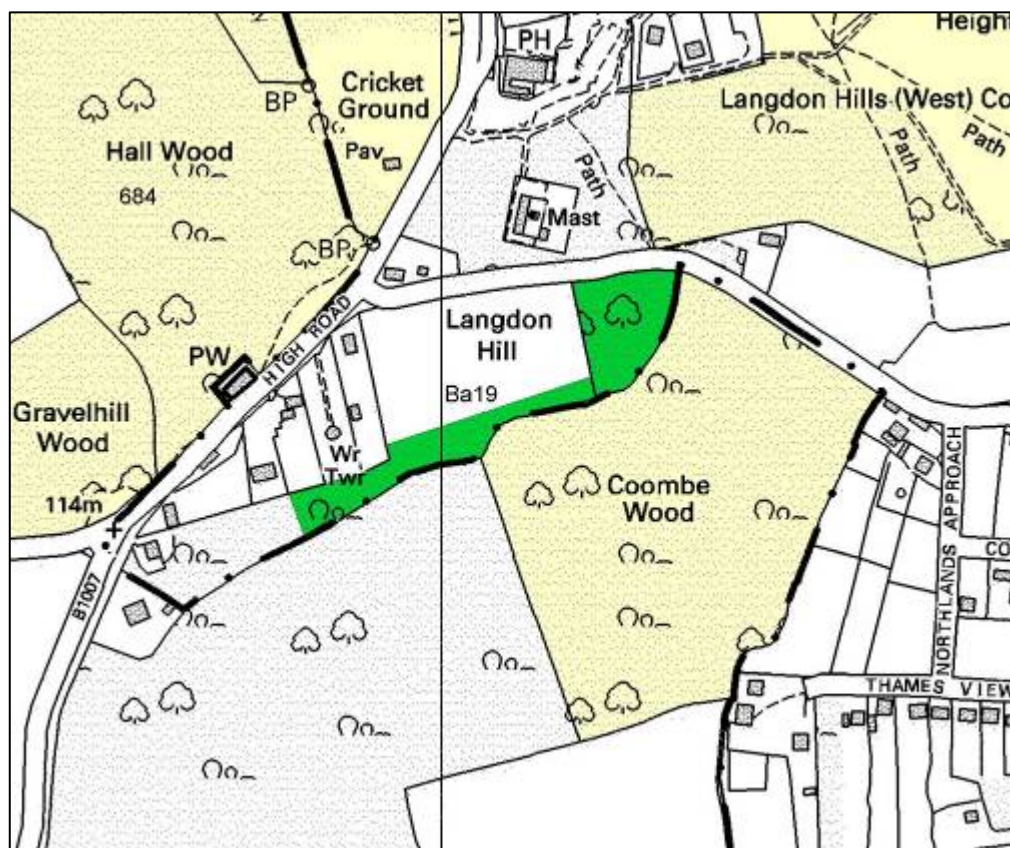 PH
Height
BP
Cricket
Ground
Langdon Hills (West) Co
Path
Path
Hall Wood
Pav
Path
684
Mast
BP
HIGH ROAD
Langdon
Hill
PW
Ba19
Gravelhill
Wood
Wr
Twr
114m
Coombe
Wood
B1007
NORTHLANDS APPROACH
CO
THAMES VIEW